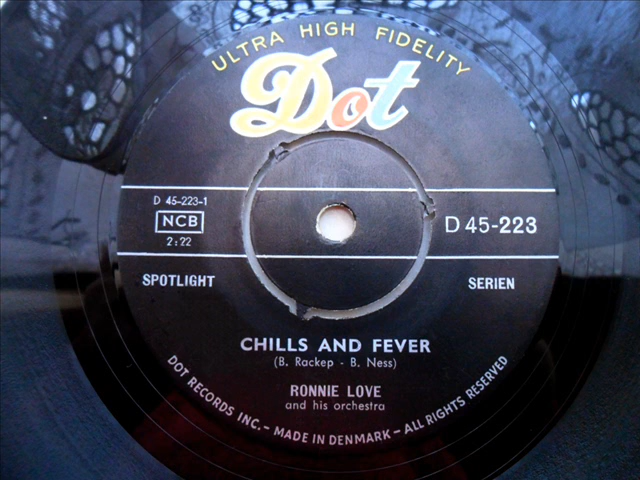 ULTRA HIGH FIDELITY
Dot
D 45-223-1
NCB
2:22
D 45-223
SPOTLIGHT
SERIEN
CHILLS AND FEVER
(B. Rackep - B. Ness)
RONNIE LOVE
and his orchestra
DOT RECORDS INC. - MADE IN DENMARK - ALL RIGHTS RESERVED